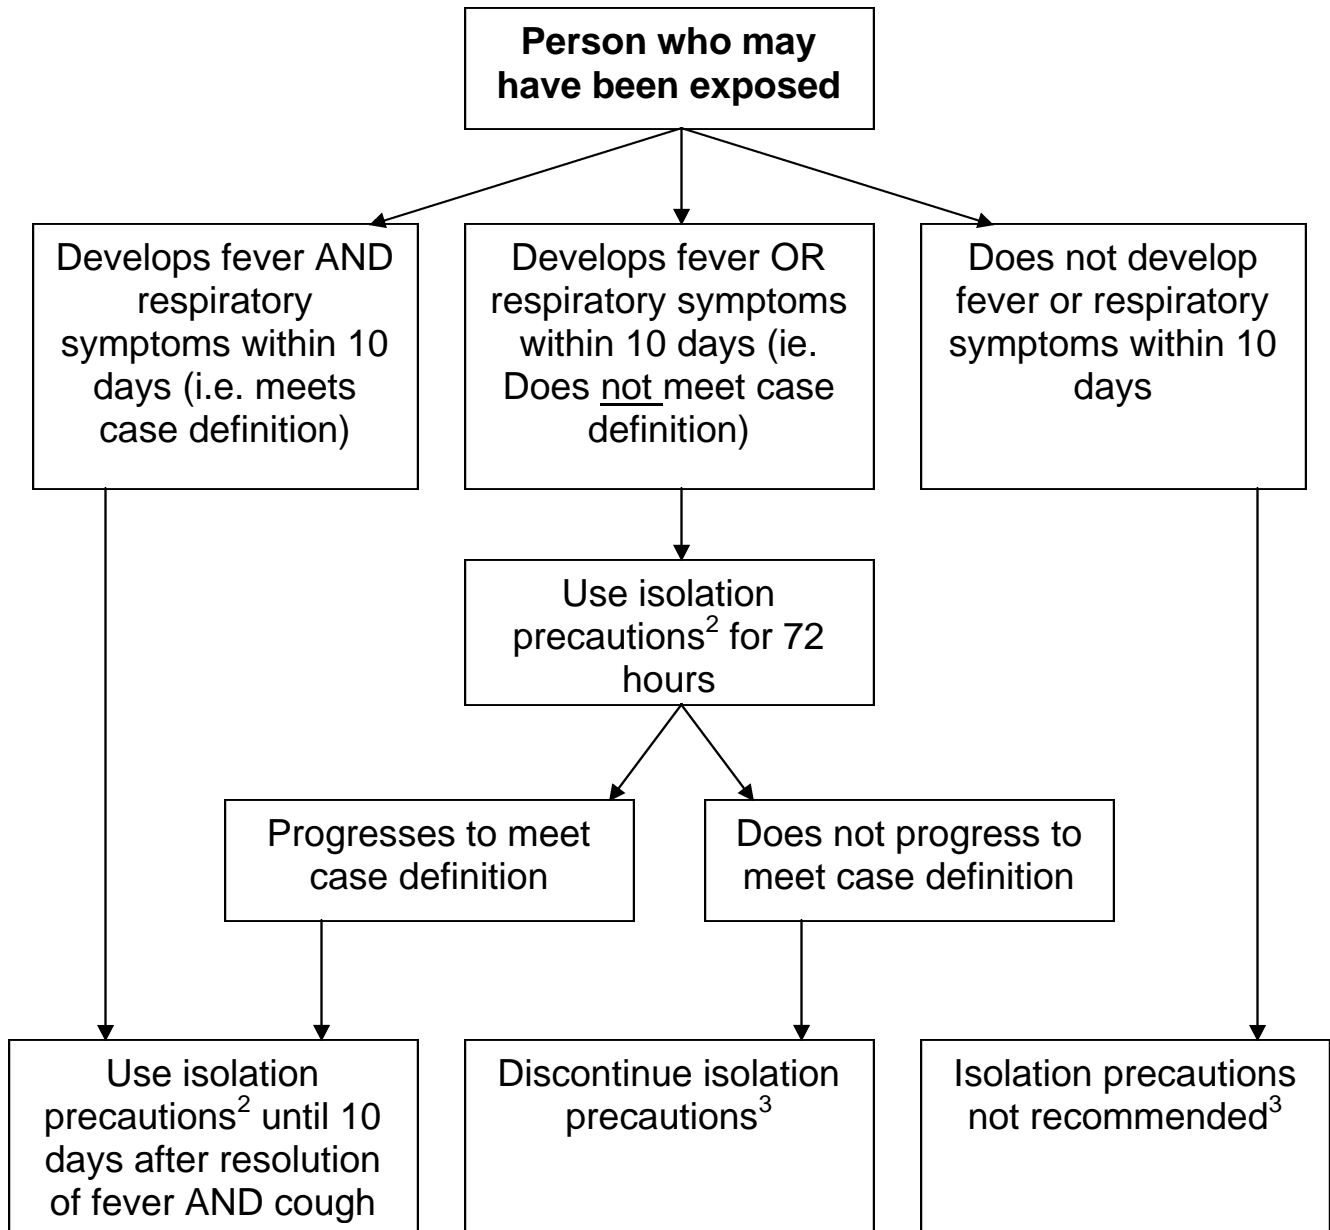 Person who may
have been exposed
Develops fever AND
respiratory
symptoms within 10
days (i.e. meets
case definition)
Develops fever OR
respiratory symptoms
within 10 days (ie.
Does not meet case
definition)
Does not develop
fever or respiratory
symptoms within 10
days
Use isolation
precautions² for 72
hours
Progresses to meet
case definition
Does not progress to
meet case definition
Use isolation
precautions² until 10
days after resolution
of fever AND cough
Discontinue isolation
precautions³
Isolation precautions
not recommended³